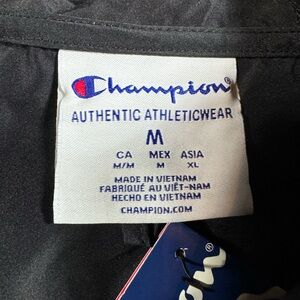 Champion®
AUTHENTIC ATHLETICWEAR
M
CA MEX ASIA
M/M M XL
MADE IN VIETNAM
FABRIQUÉ AU VIÊT-NAM
HECHO EN VIETNAM
CHAMPION.COM